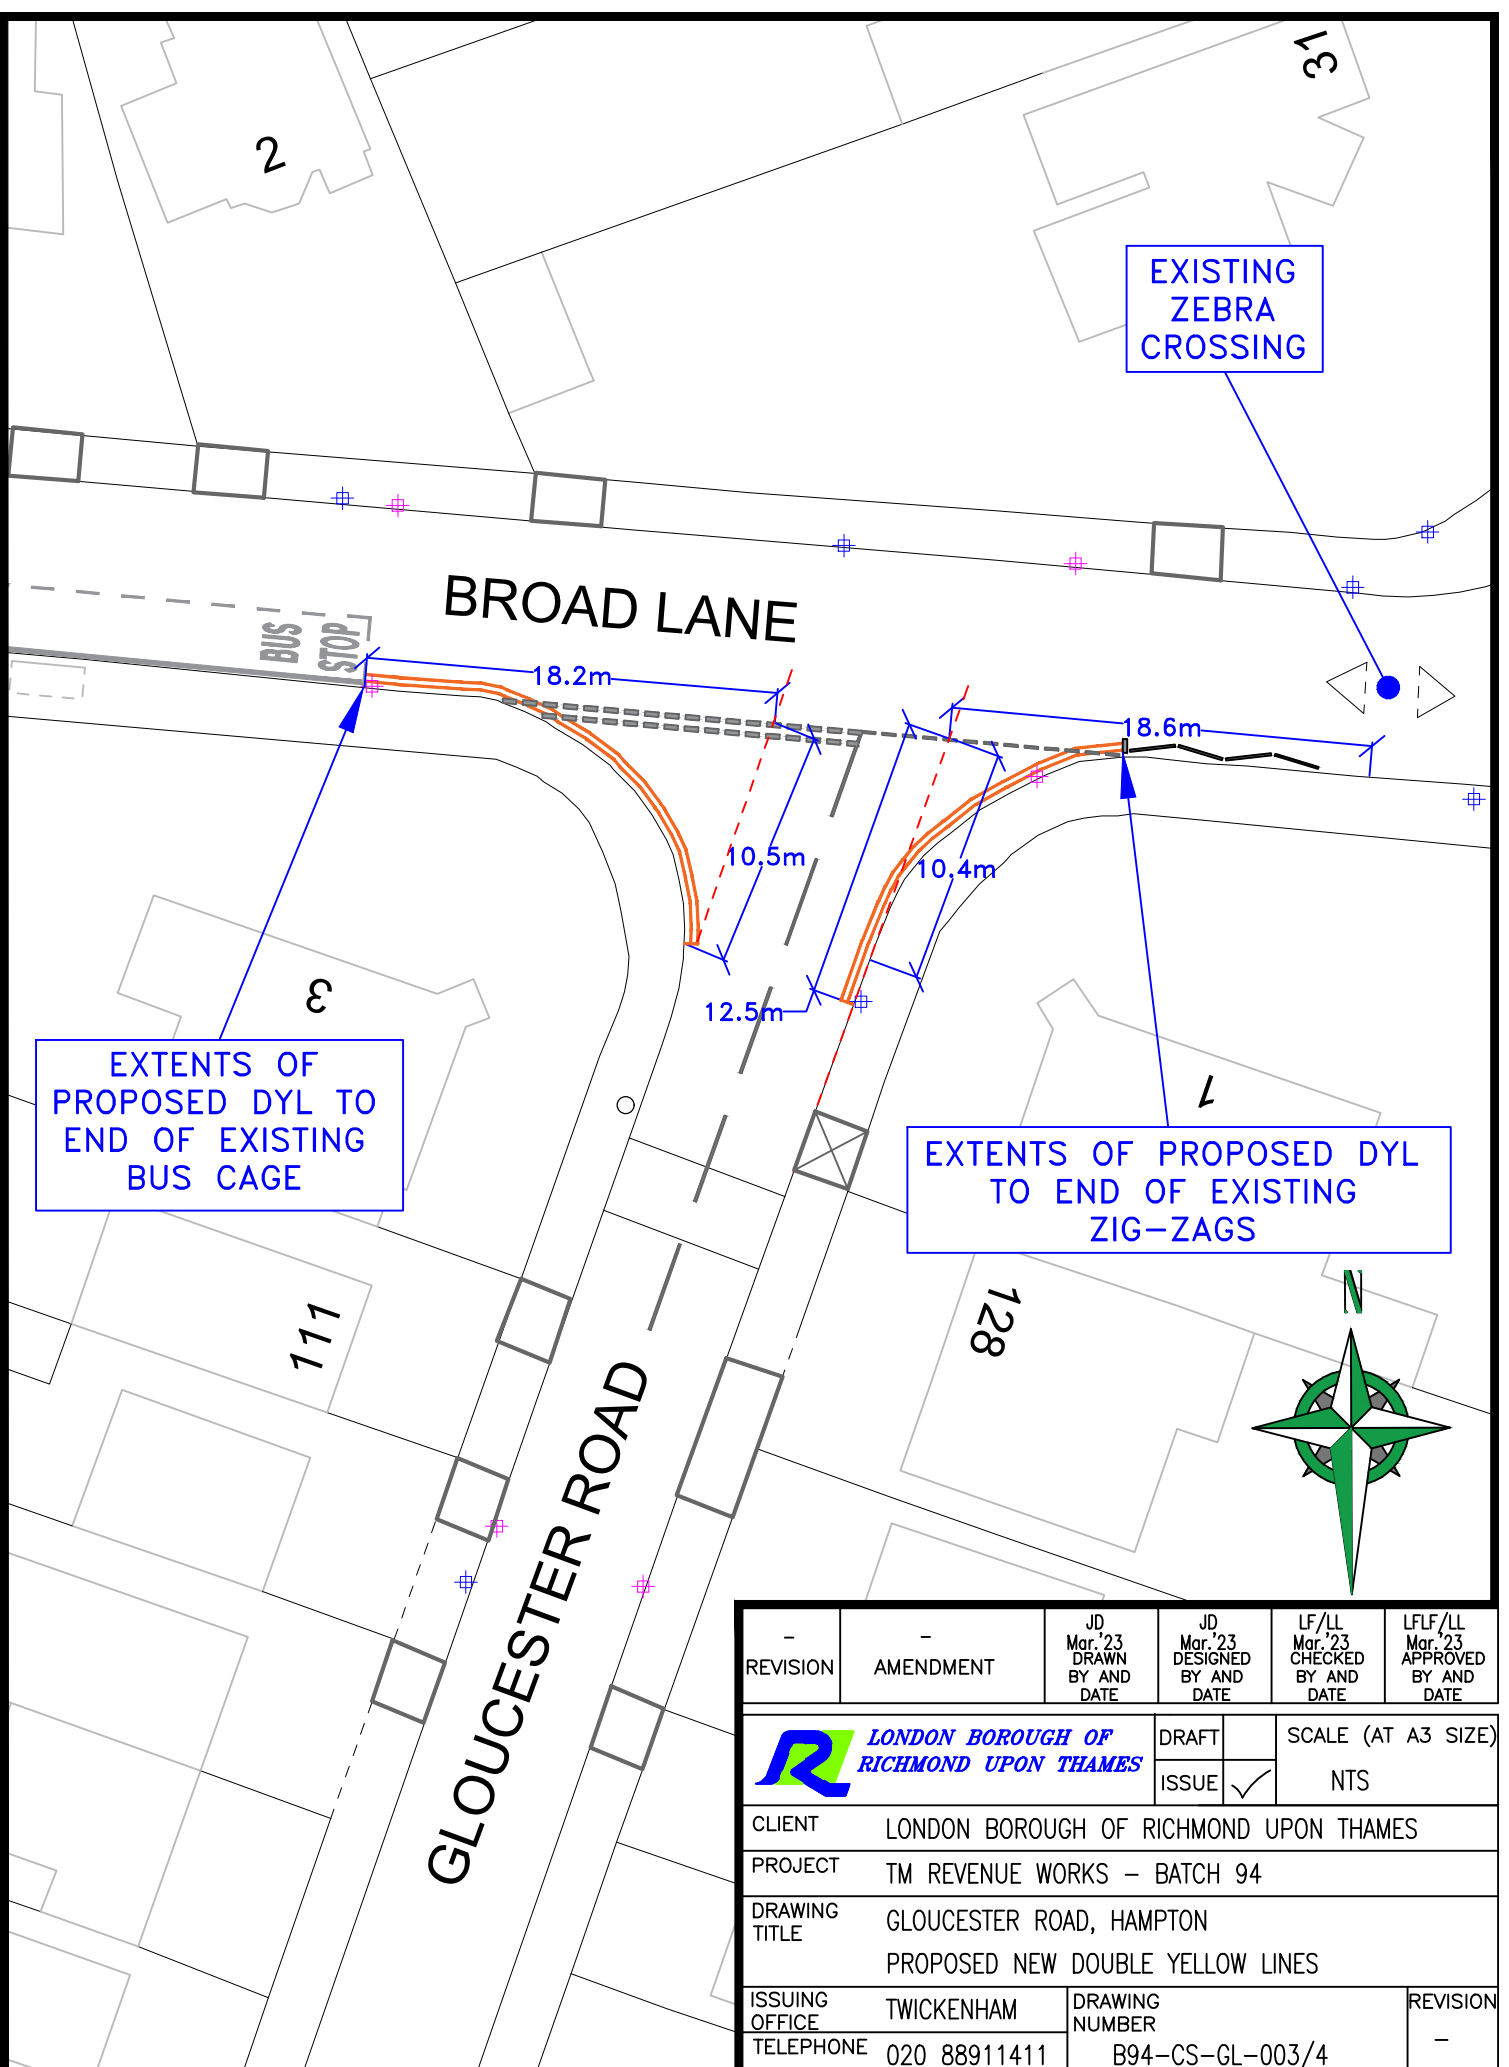 31
2
EXISTING
ZEBRA
CROSSING
BROAD LANE
BUS
STOP
18.2m
18.6m
10.5m
10.4m
12.5m
3
EXTENTS OF
PROPOSED DYL TO
END OF EXISTING
BUS CAGE
1
EXTENTS OF PROPOSED DYL
TO END OF EXISTING
ZIG-ZAGS
111
128
N
GLOUCESTER ROAD
-
REVISION
-
AMENDMENT
JD
Mar.'23
DRAWN
BY AND
DATE
JD
Mar.'23
DESIGNED
BY AND
DATE
LF/LL
Mar.'23
CHECKED
BY AND
DATE
LFLF/LL
Mar.'23
APPROVED
BY AND
DATE
R
LONDON BOROUGH OF
RICHMOND UPON THAMES
DRAFT
ISSUE ✓
SCALE (AT A3 SIZE)
NTS
CLIENT LONDON BOROUGH OF RICHMOND UPON THAMES
PROJECT TM REVENUE WORKS - BATCH 94
DRAWING
TITLE
GLOUCESTER ROAD, HAMPTON
PROPOSED NEW DOUBLE YELLOW LINES
ISSUING
OFFICE
TWICKENHAM
TELEPHONE 020 88911411
DRAWING
NUMBER
B94-CS-GL-003/4
REVISION
-